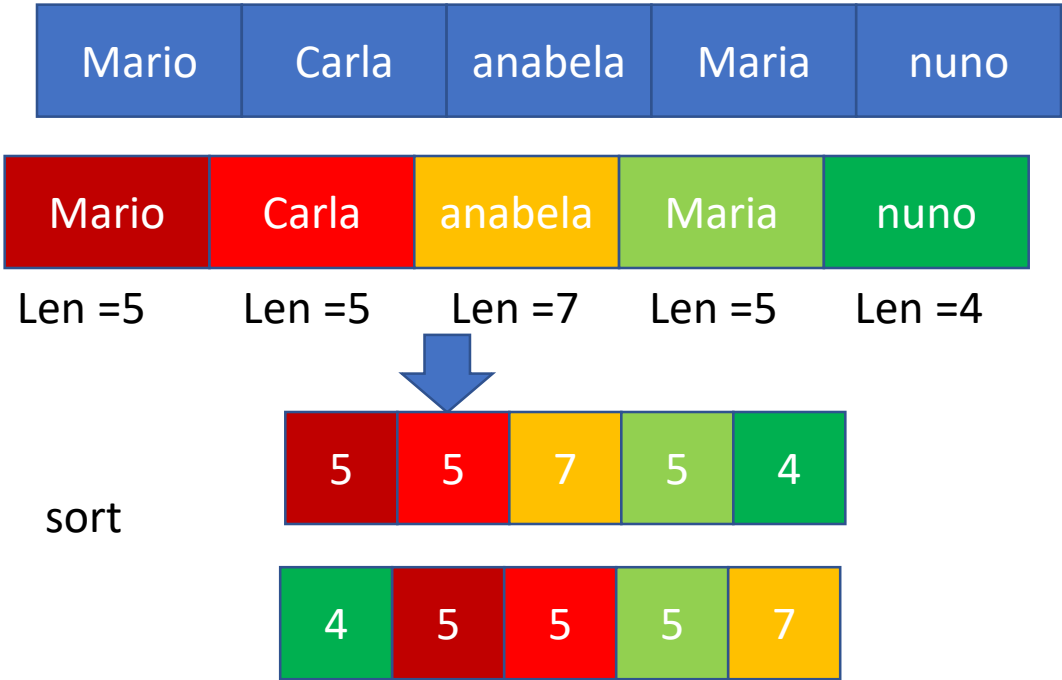 Mario Carla anabela Maria nuno
Mario Carla anabela Maria nuno
Len =5 Len =5 Len =7 Len =5 Len =4
5 5 7 5 4
sort
4 5 5 5 7